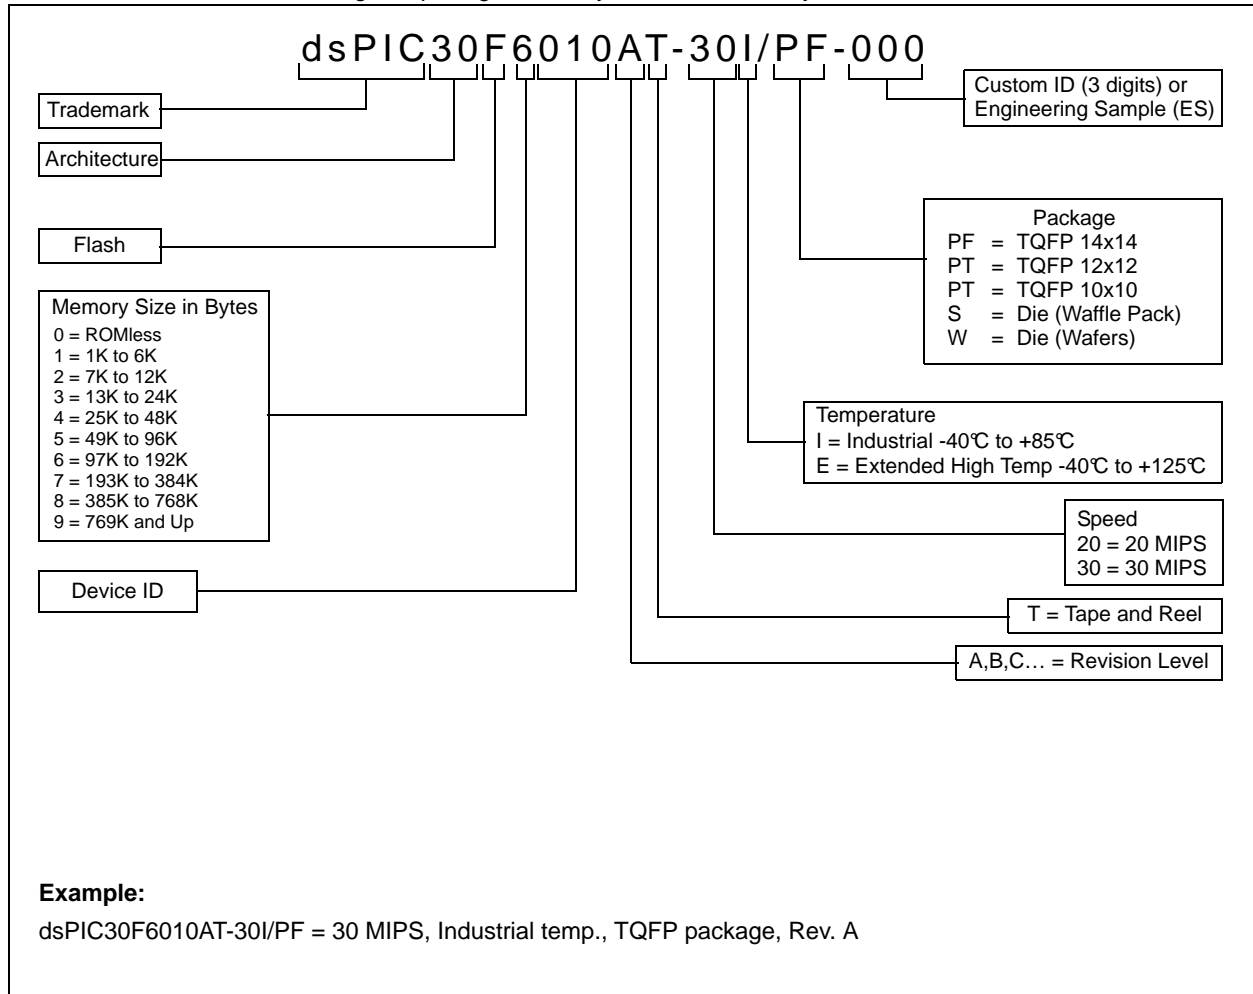 dsPIC30F6010AT-30I/PF-000
Trademark
Architecture
Flash
Memory Size in Bytes
0 = ROMless
1 = 1K to 6K
2 = 7K to 12K
3 = 13K to 24K
4 = 25K to 48K
5 = 49K to 96K
6 = 97K to 192K
7 = 193K to 384K
8 = 385K to 768K
9 = 769K and Up
Device ID
Custom ID (3 digits) or
Engineering Sample (ES)
Package
PF = TQFP 14x14
PT = TQFP 12x12
PT = TQFP 10x10
S = Die (Waffle Pack)
W = Die (Wafers)
Temperature
I = Industrial -40°C to +85°C
E = Extended High Temp -40°C to +125°C
Speed
20 = 20 MIPS
30 = 30 MIPS
T = Tape and Reel
A,B,C… = Revision Level
Example:
dsPIC30F6010AT-30I/PF = 30 MIPS, Industrial temp., TQFP package, Rev. A